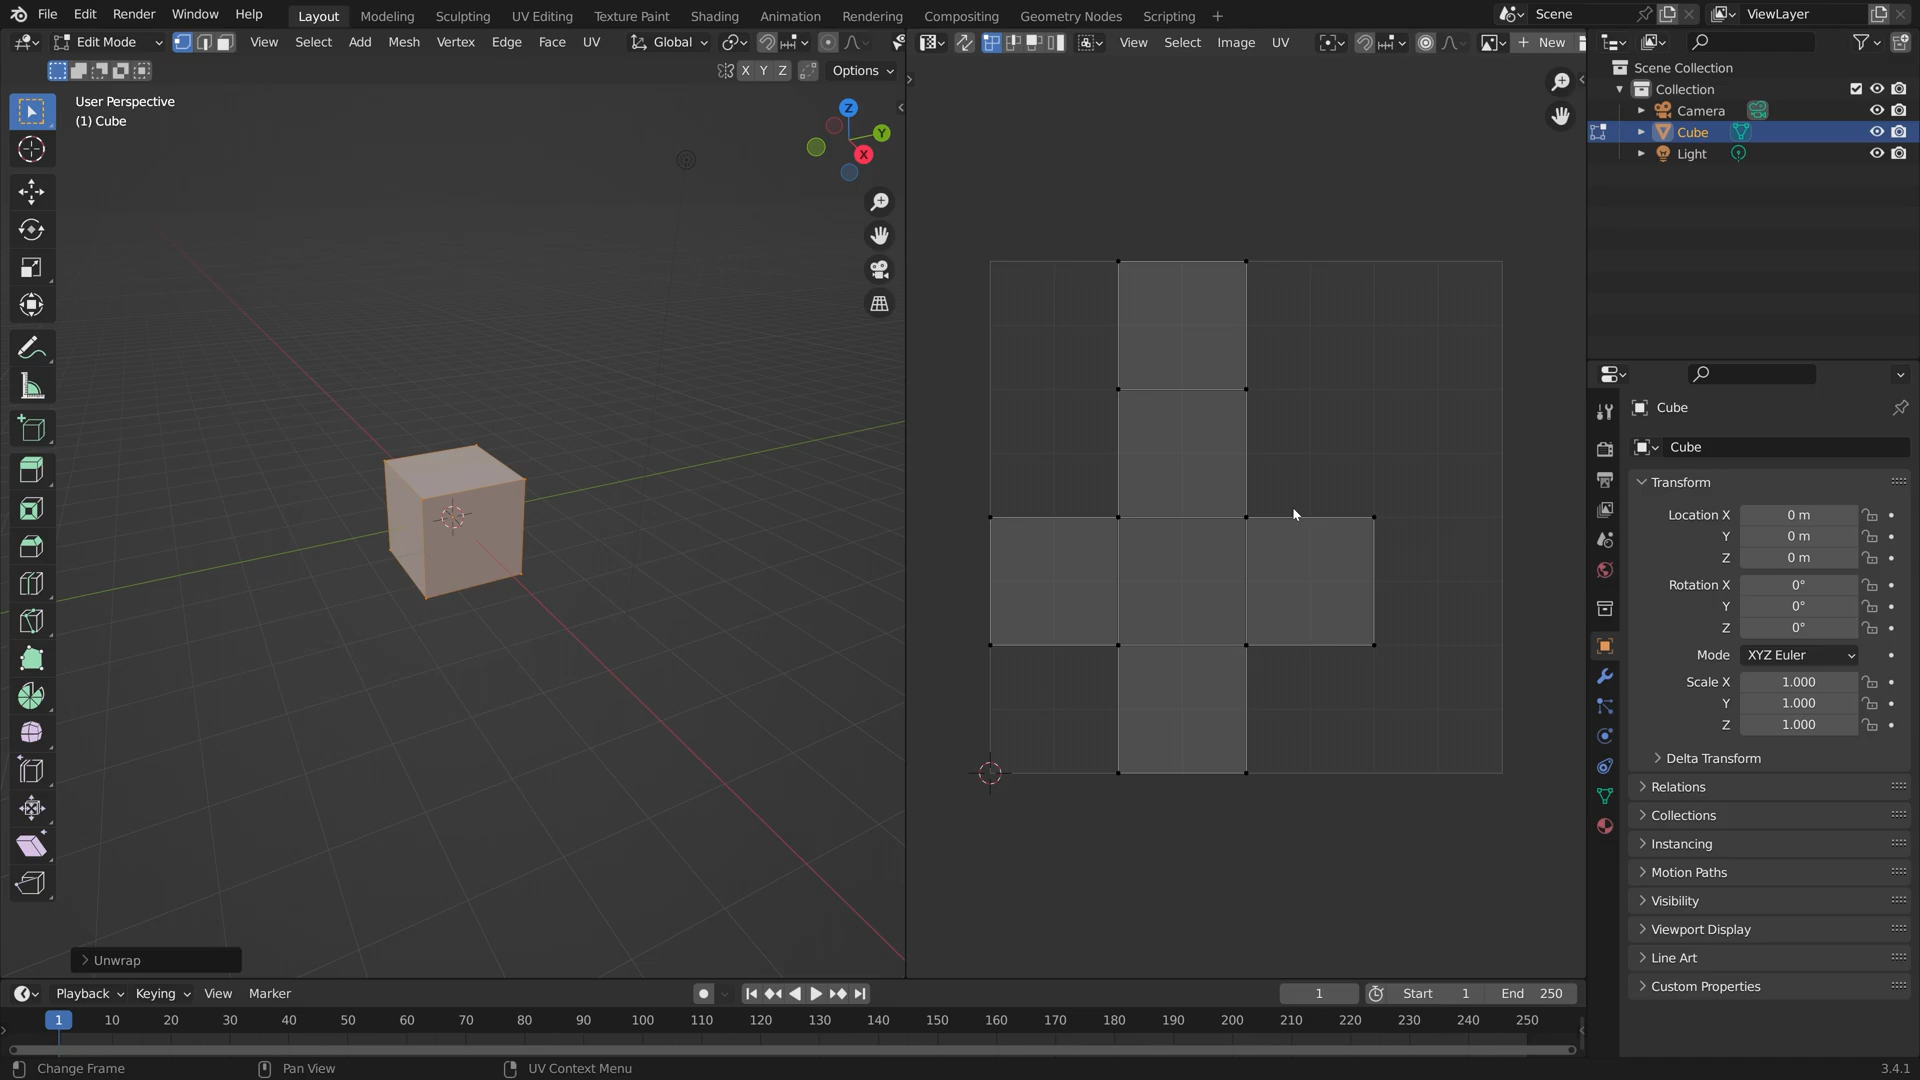 File Edit Render Window Help Layout Modeling Sculpting UV Editing Texture Paint Shading Animation Rendering Compositing Geometry Nodes Scripting + Scene ViewLayer
Edit Mode View Select Add Mesh Vertex Edge Face UV Global View Select Image UV New
X Y Z Options
User Perspective
(1) Cube
Z
Y
X
Unwrap
Scene Collection
Collection
Camera
Cube
Light
Cube
Cube
Transform
Location X 0 m
Y 0 m
Z 0 m
Rotation X 0°
Y 0°
Z 0°
Mode XYZ Euler
Scale X 1.000
Y 1.000
Z 1.000
Delta Transform
Relations
Collections
Instancing
Motion Paths
Visibility
Viewport Display
Line Art
Custom Properties
Playback Keying View Marker 1 Start 1 End 250
1 10 20 30 40 50 60 70 80 90 100 110 120 130 140 150 160 170 180 190 200 210 220 230 240 250
Change Frame Pan View UV Context Menu 3.4.1